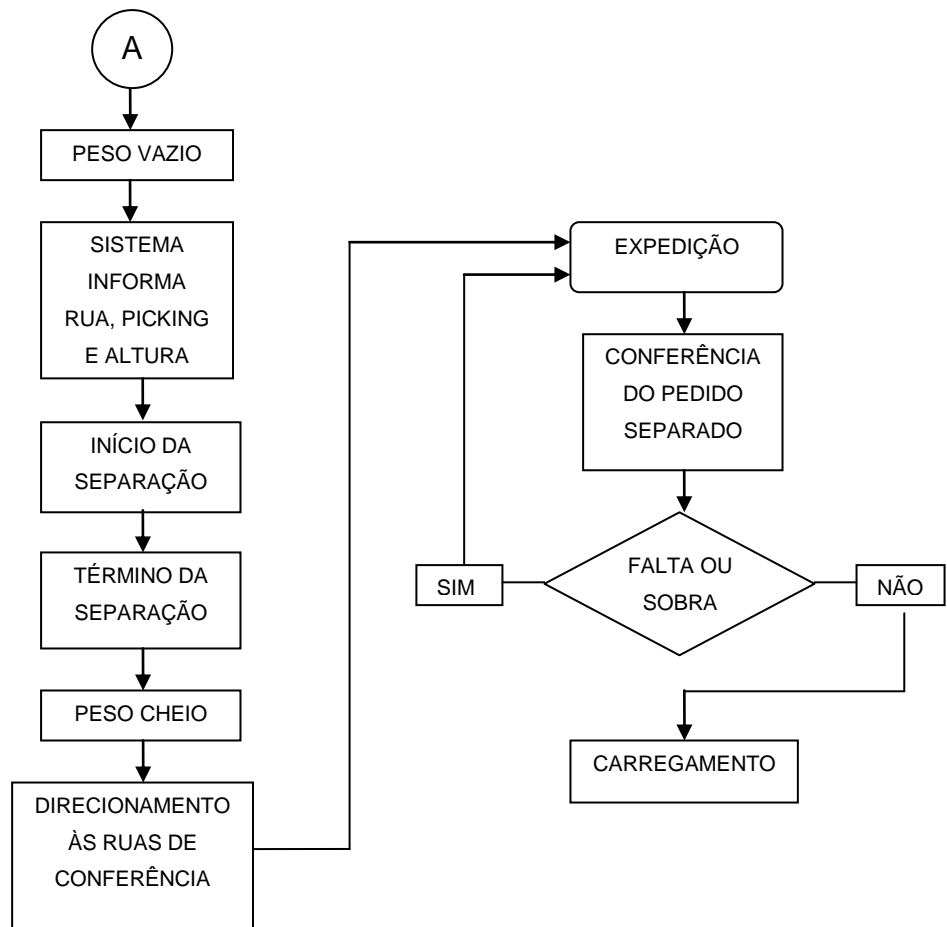 A
PESO VAZIO
SISTEMA
INFORMA
RUA, PICKING
E ALTURA
INÍCIO DA
SEPARAÇÃO
TÉRMINO DA
SEPARAÇÃO
PESO CHEIO
DIRECIONAMENTO
ÀS RUAS DE
CONFERÊNCIA
EXPEDIÇÃO
CONFERÊNCIA
DO PEDIDO
SEPARADO
FALTA OU
SOBRA
SIM
NÃO
CARREGAMENTO